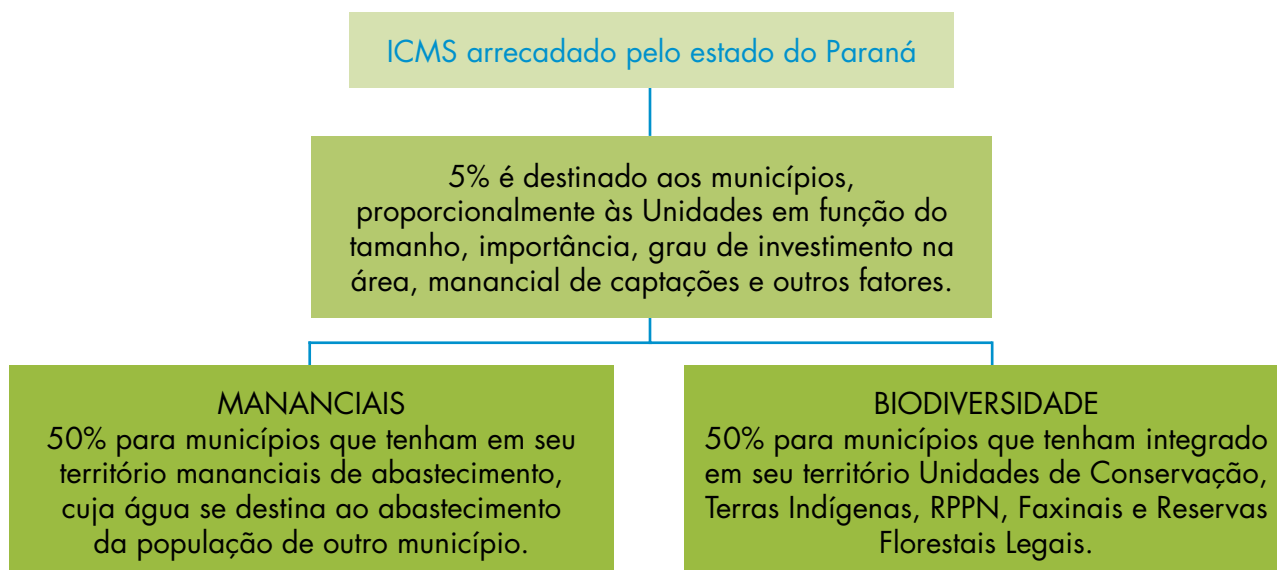 ICMS arrecadado pelo estado do Paraná
5% é destinado aos municípios,
proporcionalmente às Unidades em função do
tamanho, importância, grau de investimento na
área, manancial de captações e outros fatores.
MANANCIAIS
50% para municípios que tenham em seu
território mananciais de abastecimento,
cuja água se destina ao abastecimento
da população de outro município.
BIODIVERSIDADE
50% para municípios que tenham integrado
em seu território Unidades de Conservação,
Terras Indígenas, RPPN, Faxinais e Reservas
Florestais Legais.